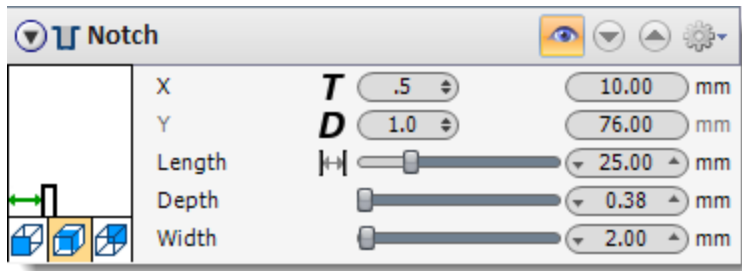 Notch
X T .5 10.00 mm
Y D 1.0 76.00 mm
Length 25.00 mm
Depth 0.38 mm
Width 2.00 mm